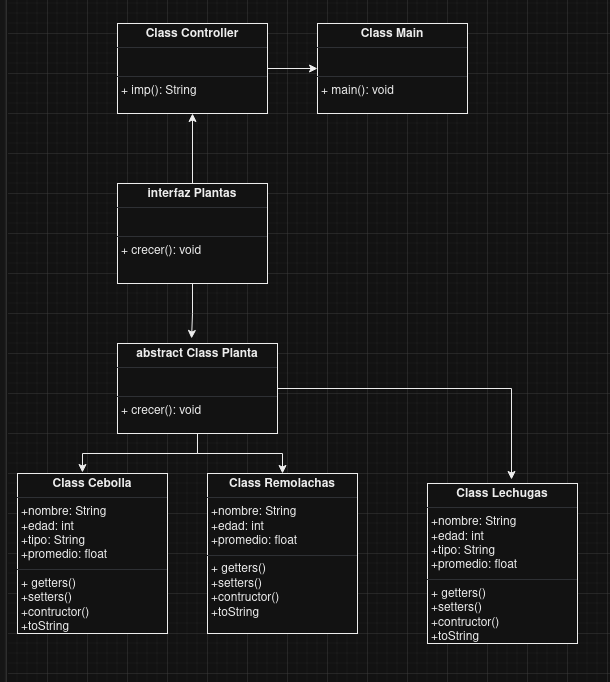 Class Controller
+ imp(): String
Class Main
+ main(): void
interfaz Plantas
+ crecer(): void
abstract Class Planta
+ crecer(): void
Class Cebolla
+nombre: String
+edad: int
+tipo: String
+promedio: float
+ getters()
+setters()
+contructor()
+toString
Class Remolachas
+nombre: String
+edad: int
+promedio: float
+ getters()
+setters()
+contructor()
+toString
Class Lechugas
+nombre: String
+edad: int
+tipo: String
+promedio: float
+ getters()
+setters()
+contructor()
+toString